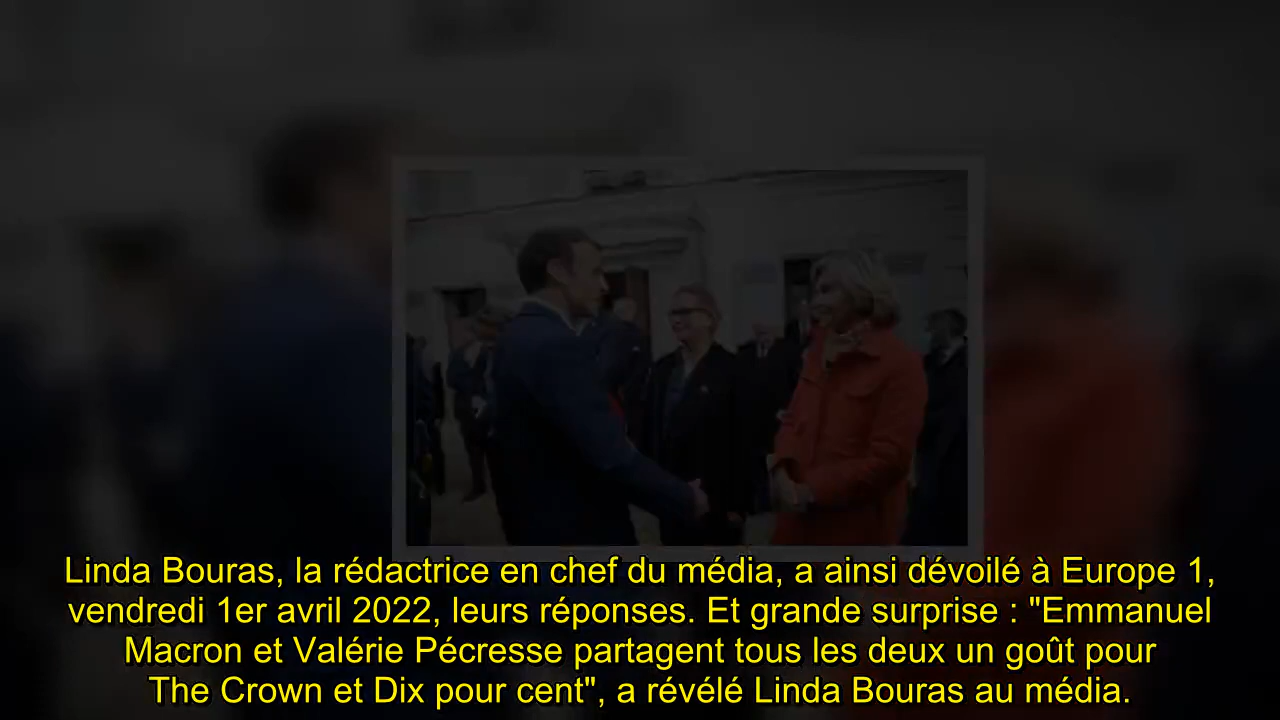 Linda Bouras, la rédactrice en chef du média, a ainsi dévoilé à Europe 1,
vendredi 1er avril 2022, leurs réponses. Et grande surprise : "Emmanuel
Macron et Valérie Pécresse partagent tous les deux un goût pour
The Crown et Dix pour cent", a révélé Linda Bouras au média.